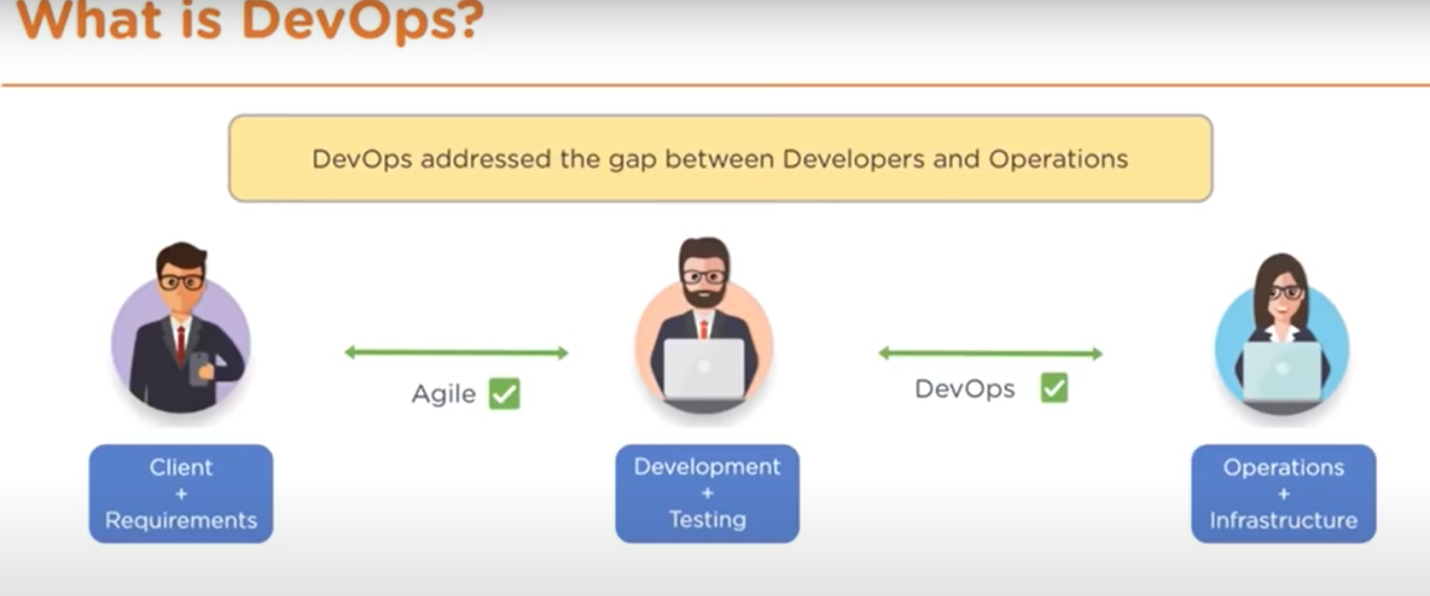 What is DevOps?
DevOps addressed the gap between Developers and Operations
Agile
DevOps
Client
+
Requirements
Development
+
Testing
Operations
+
Infrastructure